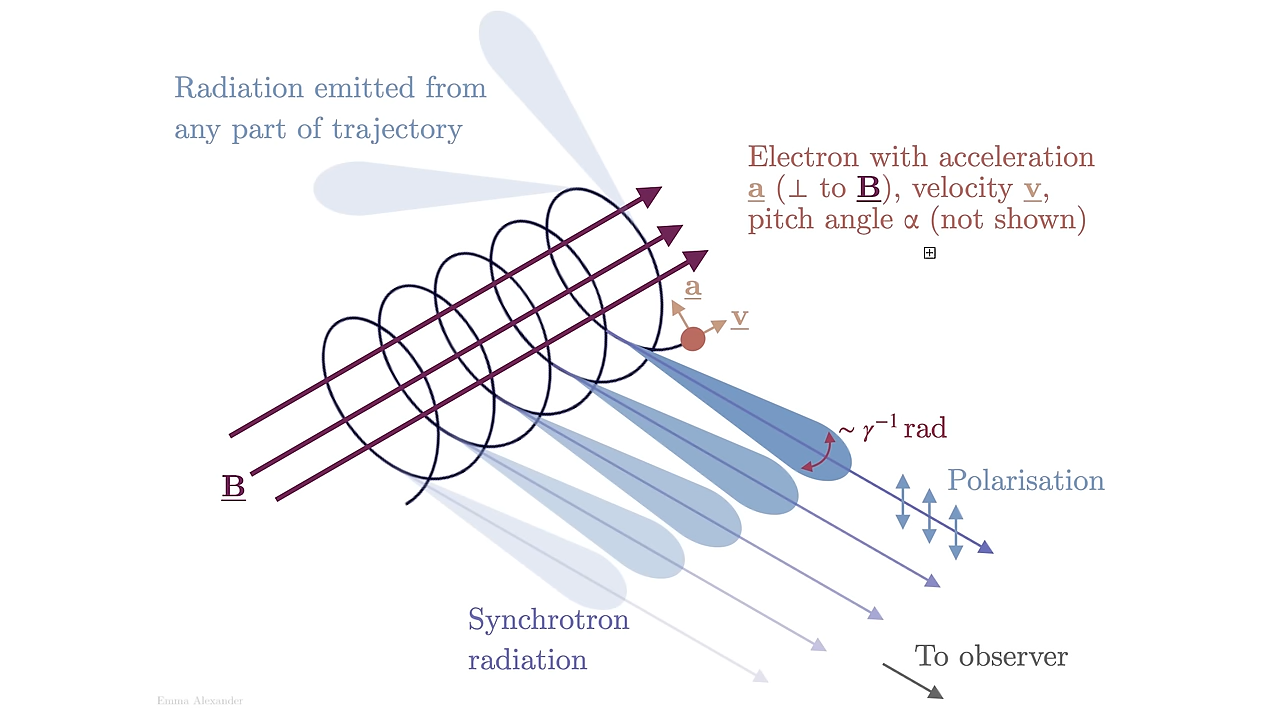 Radiation emitted from
any part of trajectory
Electron with acceleration
a (⊥ to B), velocity v,
pitch angle α (not shown)
a
v
~ γ⁻¹ rad
B
Polarisation
Synchrotron
radiation
To observer
Emma Alexander